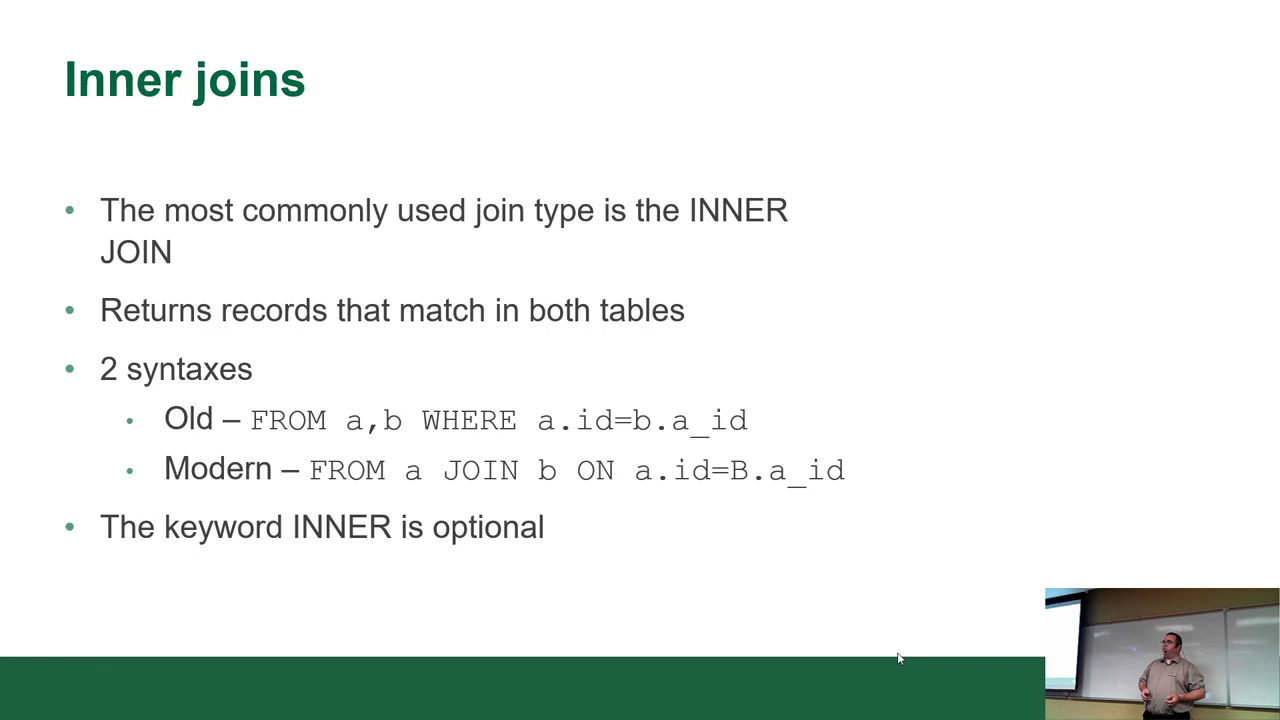 Inner joins
• The most commonly used join type is the INNER
JOIN
• Returns records that match in both tables
• 2 syntaxes
• Old – FROM a,b WHERE a.id=b.a_id
• Modern – FROM a JOIN b ON a.id=B.a_id
• The keyword INNER is optional